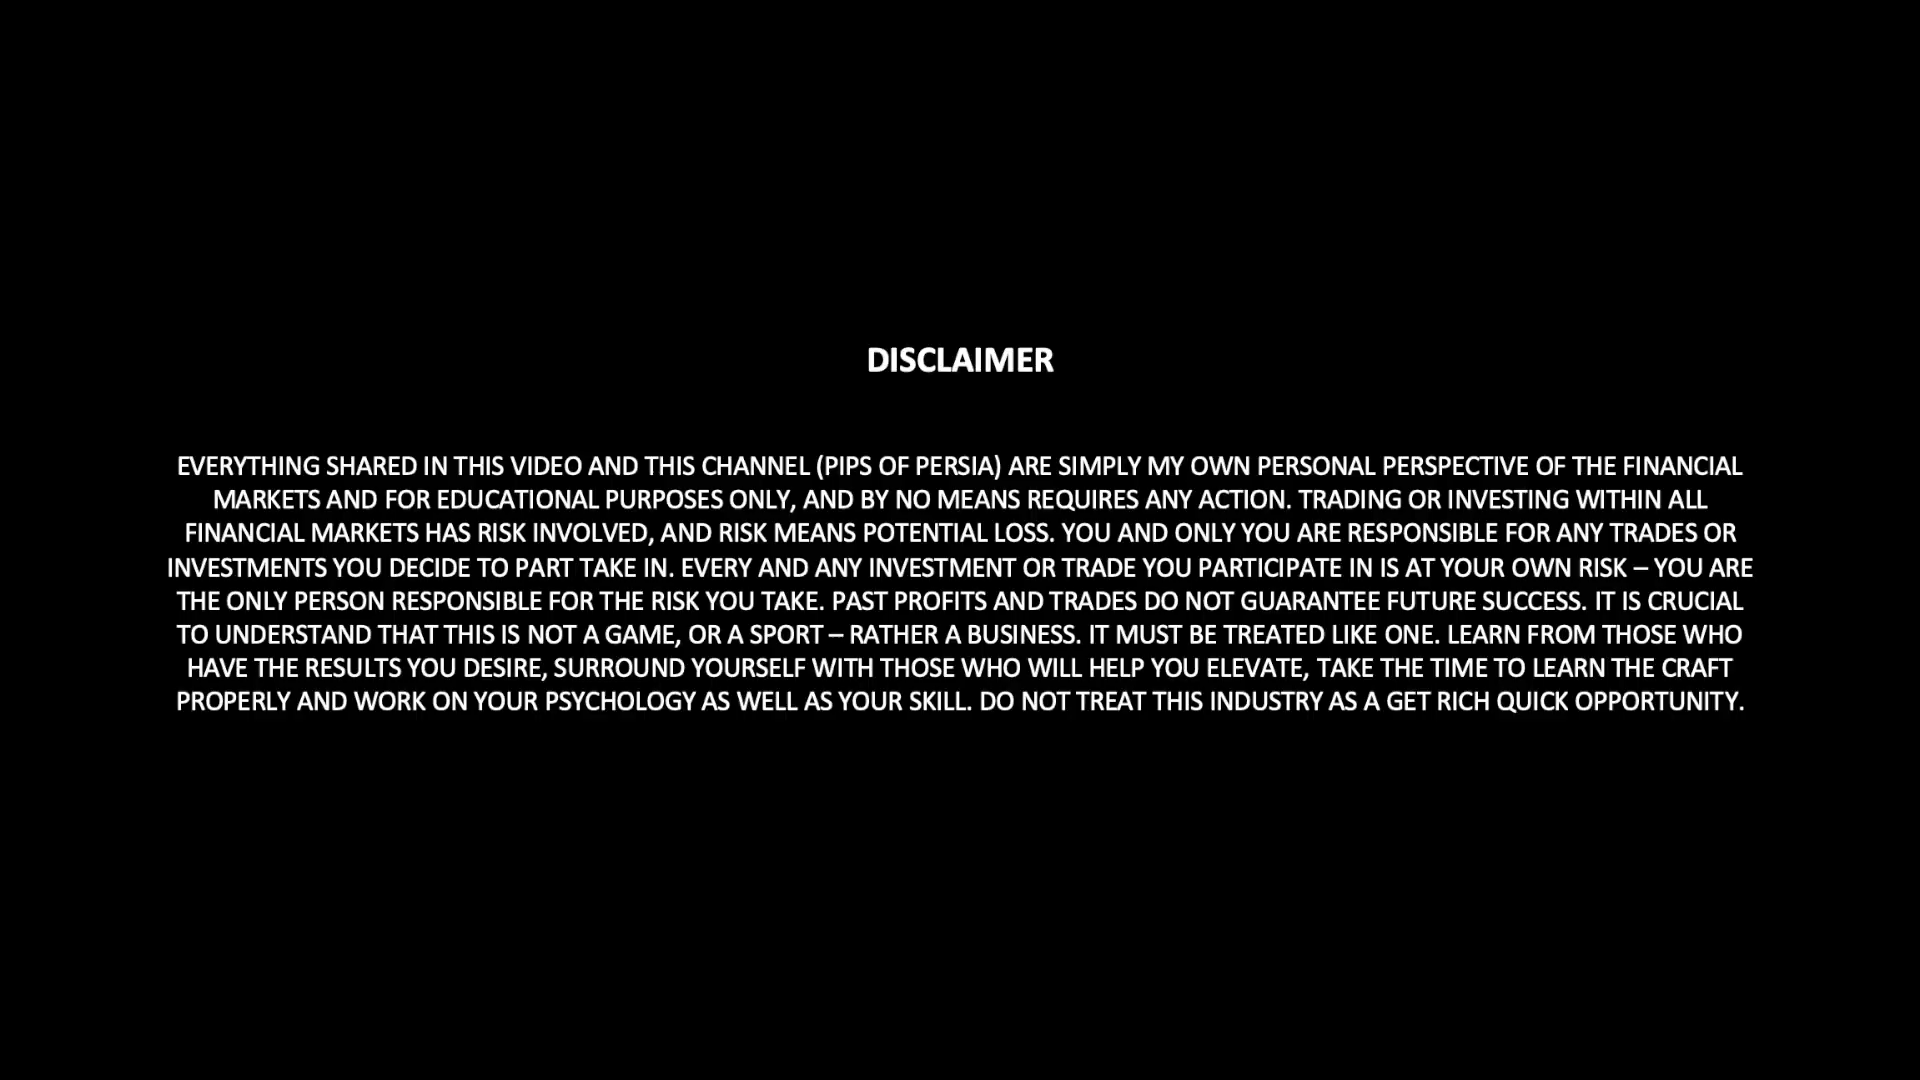 DISCLAIMER
EVERYTHING SHARED IN THIS VIDEO AND THIS CHANNEL (PIPS OF PERSIA) ARE SIMPLY MY OWN PERSONAL PERSPECTIVE OF THE FINANCIAL
MARKETS AND FOR EDUCATIONAL PURPOSES ONLY, AND BY NO MEANS REQUIRES ANY ACTION. TRADING OR INVESTING WITHIN ALL
FINANCIAL MARKETS HAS RISK INVOLVED, AND RISK MEANS POTENTIAL LOSS. YOU AND ONLY YOU ARE RESPONSIBLE FOR ANY TRADES OR
INVESTMENTS YOU DECIDE TO PART TAKE IN. EVERY AND ANY INVESTMENT OR TRADE YOU PARTICIPATE IN IS AT YOUR OWN RISK – YOU ARE
THE ONLY PERSON RESPONSIBLE FOR THE RISK YOU TAKE. PAST PROFITS AND TRADES DO NOT GUARANTEE FUTURE SUCCESS. IT IS CRUCIAL
TO UNDERSTAND THAT THIS IS NOT A GAME, OR A SPORT – RATHER A BUSINESS. IT MUST BE TREATED LIKE ONE. LEARN FROM THOSE WHO
HAVE THE RESULTS YOU DESIRE, SURROUND YOURSELF WITH THOSE WHO WILL HELP YOU ELEVATE, TAKE THE TIME TO LEARN THE CRAFT
PROPERLY AND WORK ON YOUR PSYCHOLOGY AS WELL AS YOUR SKILL. DO NOT TREAT THIS INDUSTRY AS A GET RICH QUICK OPPORTUNITY.